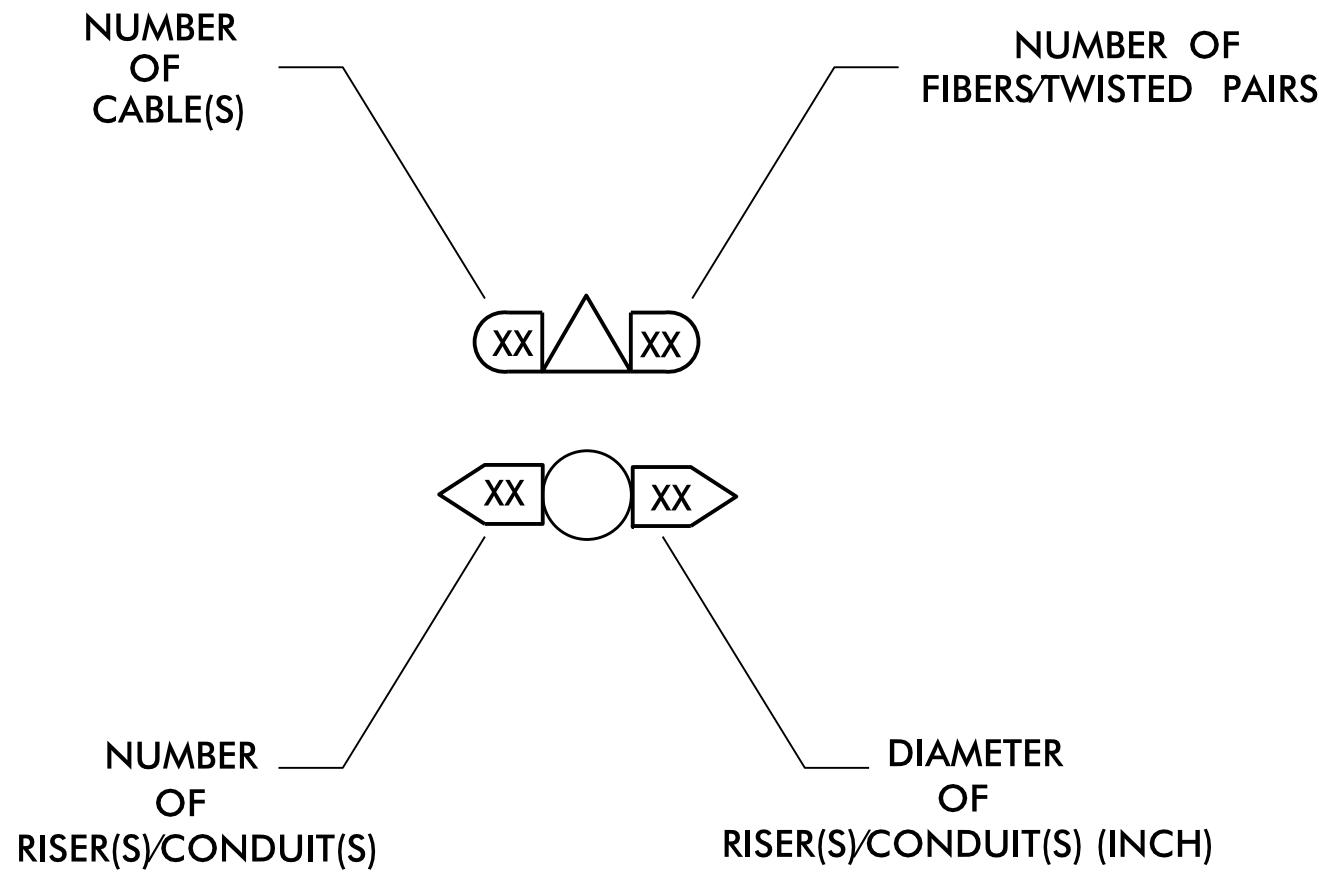 NUMBER
OF
CABLE(S)
NUMBER OF
FIBERS/TWISTED PAIRS
XX
XX
XX
XX
NUMBER
OF
RISER(S)/CONDUIT(S)
DIAMETER
OF
RISER(S)/CONDUIT(S) (INCH)